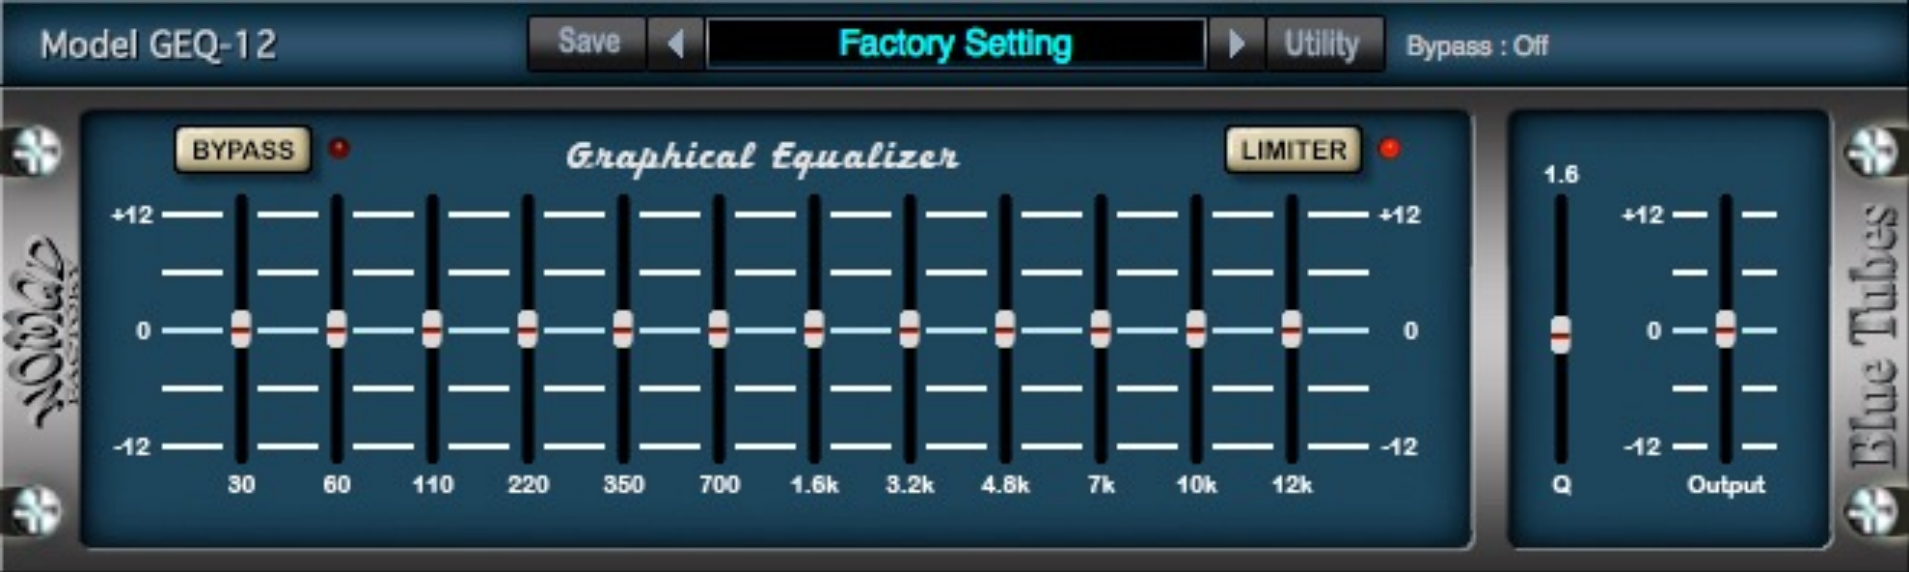 Model GEQ-12
Save
Factory Setting
Utility
Bypass : Off
BYPASS
Graphical Equalizer
LIMITER
1.6
+12
+12
+12
0
0
0
-12
-12
-12
30 60 110 220 350 700 1.6k 3.2k 4.8k 7k 10k 12k
Q
Output
NOMAD
FACTORY
Blue Tubes